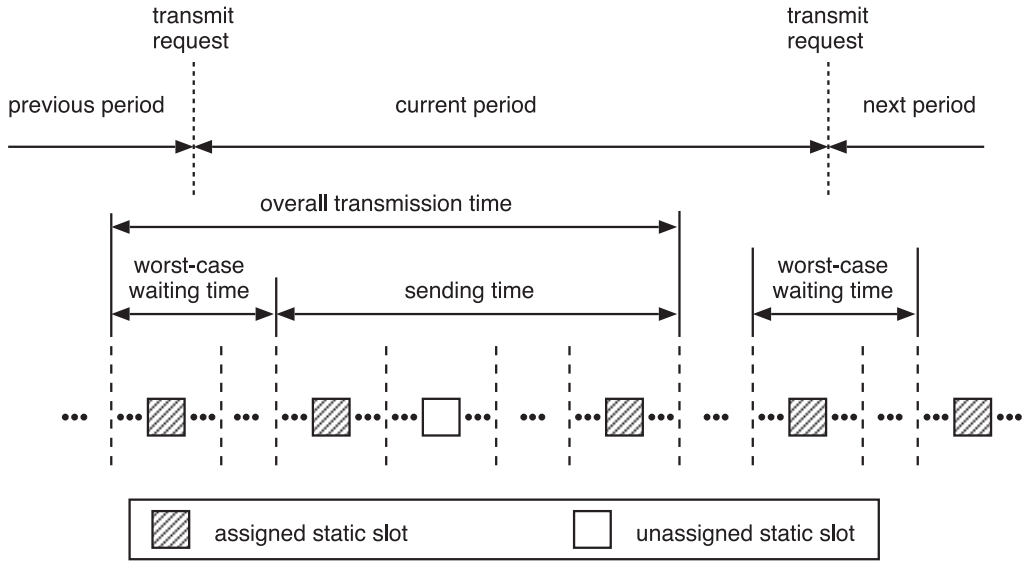 transmit
request
transmit
request
previous period
current period
next period
overall transmission time
worst-case
waiting time
sending time
worst-case
waiting time
assigned static slot
unassigned static slot